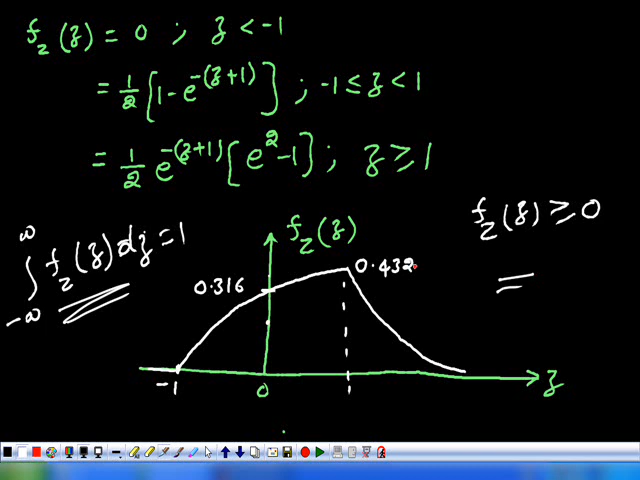 f_Z(z) = 0 ; z < -1
= 1/2 [1 - e^-(z+1)] ; -1 ≤ z < 1
= 1/2 e^-(z+1) [e^2 - 1] ; z ≥ 1
f_Z(z) ≥ 0
∫_{-∞}^{∞} f_Z(z) dz = 1
f_Z(z)
0.316
0.432
-1
0
z